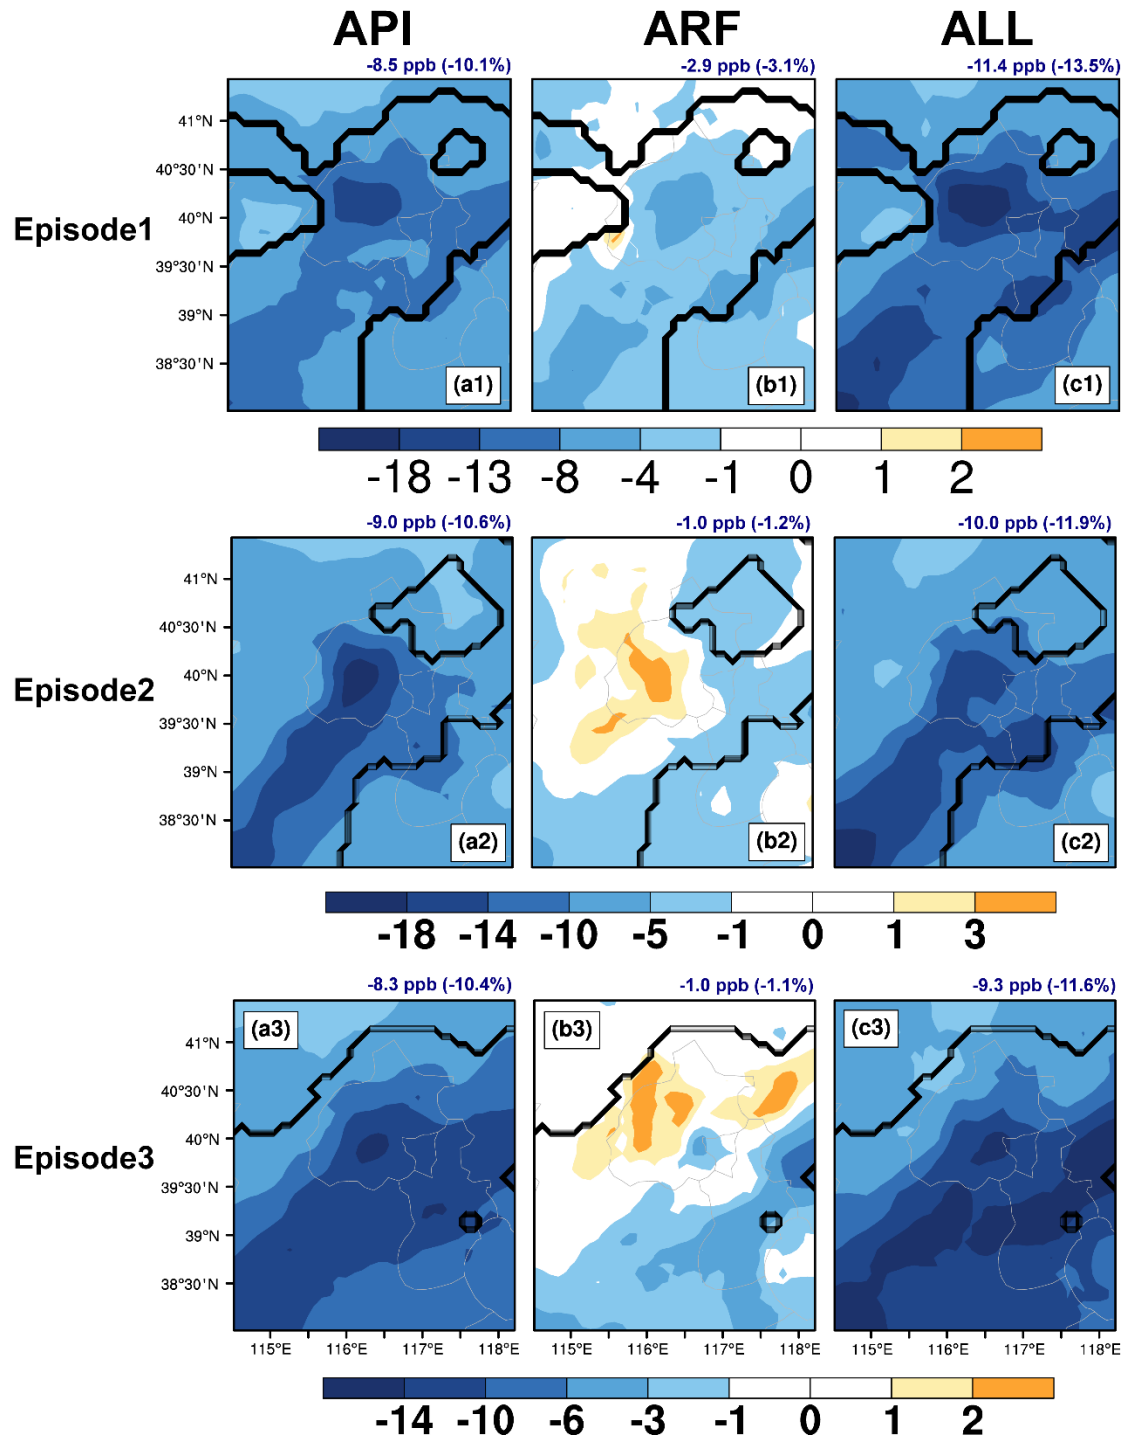 API ARF ALL
-8.5 ppb (-10.1%) -2.9 ppb (-3.1%) -11.4 ppb (-13.5%)
41°N
40°30'N
Episode1
40°N
39°30'N
39°N
38°30'N
(a1) (b1) (c1)
-18 -13 -8 -4 -1 0 1 2
-9.0 ppb (-10.6%) -1.0 ppb (-1.2%) -10.0 ppb (-11.9%)
41°N
40°30'N
Episode2
40°N
39°30'N
39°N
38°30'N
(a2) (b2) (c2)
-18 -14 -10 -5 -1 0 1 3
-8.3 ppb (-10.4%) -1.0 ppb (-1.1%) -9.3 ppb (-11.6%)
(a3) (b3) (c3)
41°N
40°30'N
Episode3
40°N
39°30'N
39°N
38°30'N
115°E 116°E 117°E 118°E 115°E 116°E 117°E 118°E 115°E 116°E 117°E 118°E
-14 -10 -6 -3 -1 0 1 2